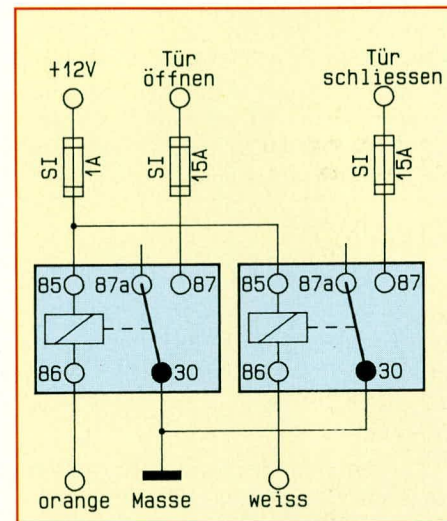 +12V
Tür
öffnen
Tür
schliessen
SI
1A
SI
15A
SI
15A
85
87a
87
85
87a
87
86
30
86
30
orange
Masse
weiss